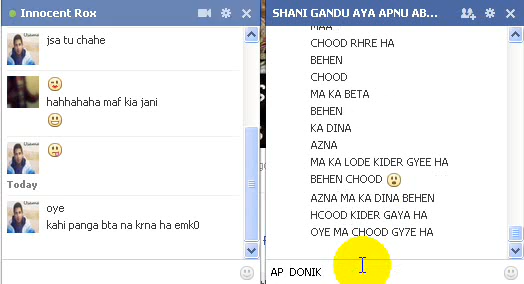 Innocent Rox
jsa tu chahe
hahhahaha maf kia jani
Today
oye
kahi panga bta na krna ha emk0
SHANI GANDU AYA APNU AB...
MAA
CHOOD RHRE HA
BEHEN
CHOOD
MA KA BETA
BEHEN
KA DINA
AZNA
MA KA LODE KIDER GYEE HA
BEHEN CHOOD
AZNA MA KA DINA BEHEN
HCOOD KIDER GAYA HA
OYE MA CHOOD GY7E HA
AP DONIK